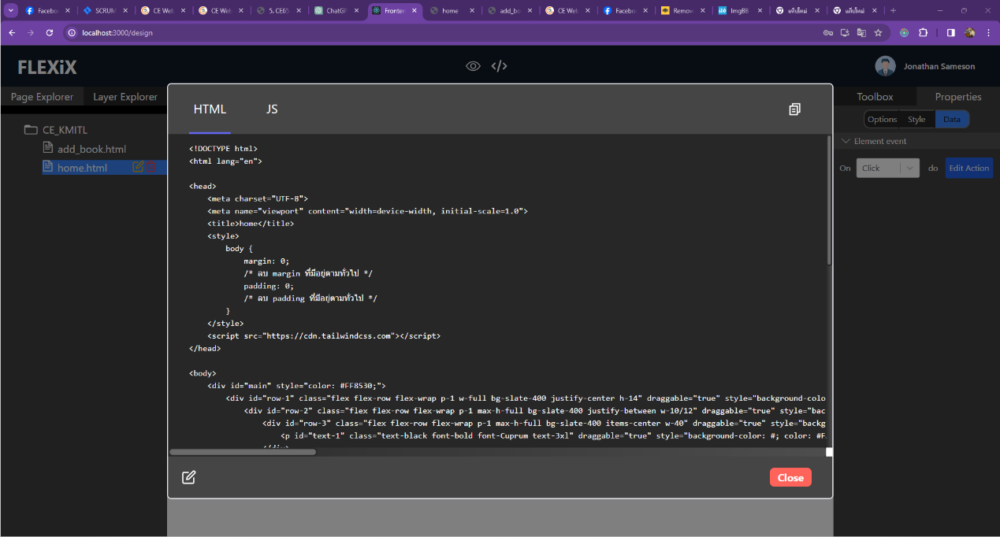 Facebo SCRUM CE Web CE Web 5. CE65 ChatGP Fronten home add_bo CE Web Facebo Remov ImgBB แท็บใหม่ แท็บใหม่
localhost:3000/design
FLEXiX
Jonathan Sameson
Page Explorer Layer Explorer
CE_KMITL
add_book.html
home.html
HTML JS
<!DOCTYPE html>
<html lang="en">
<head>
<meta charset="UTF-8">
<meta name="viewport" content="width=device-width, initial-scale=1.0">
<title>home</title>
<style>
body {
margin: 0;
/* ลบ margin ที่มีอยู่ตามทั่วไป */
padding: 0;
/* ลบ padding ที่มีอยู่ตามทั่วไป */
}
</style>
<script src="https://cdn.tailwindcss.com"></script>
</head>
<body>
<div id="main" style="color: #FF8530;">
<div id="row-1" class="flex flex-row flex-wrap p-1 w-full bg-slate-400 justify-center h-14" draggable="true" style="background-colo
<div id="row-2" class="flex flex-row flex-wrap p-1 max-h-full bg-slate-400 justify-between w-10/12" draggable="true" style="bac
<div id="row-3" class="flex flex-row flex-wrap p-1 max-h-full bg-slate-400 items-center w-40" draggable="true" style="backg
<p id="text-1" class="text-black font-bold font-Cuprum text-3xl" draggable="true" style="background-color: #; color: #F
</div>
Close
Toolbox Properties
Options Style Data
Element event
On Click do Edit Action